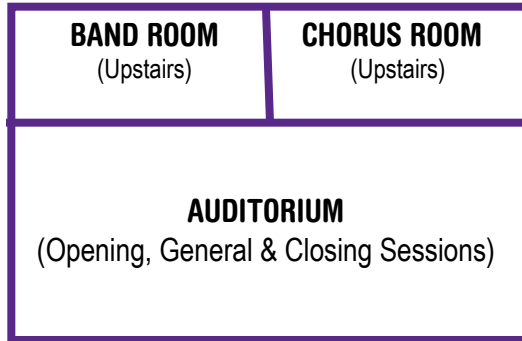 BAND ROOM
(Upstairs)
CHORUS ROOM
(Upstairs)
AUDITORIUM
(Opening, General & Closing Sessions)